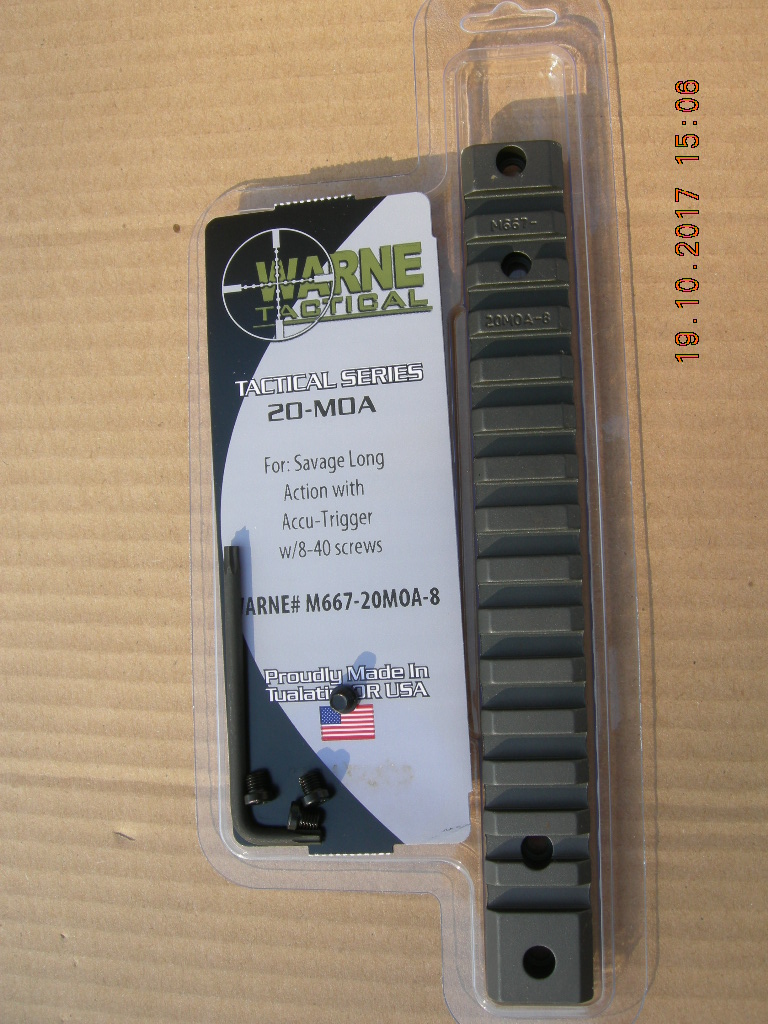 WARNE
TACTICAL
TACTICAL SERIES
20-MOA
For: Savage Long
Action with
Accu-Trigger
w/8-40 screws
WARNE# M667-20MOA-8
Proudly Made In
Tualatin OR USA
M667-
20MOA-8
19.10.2017 15:06